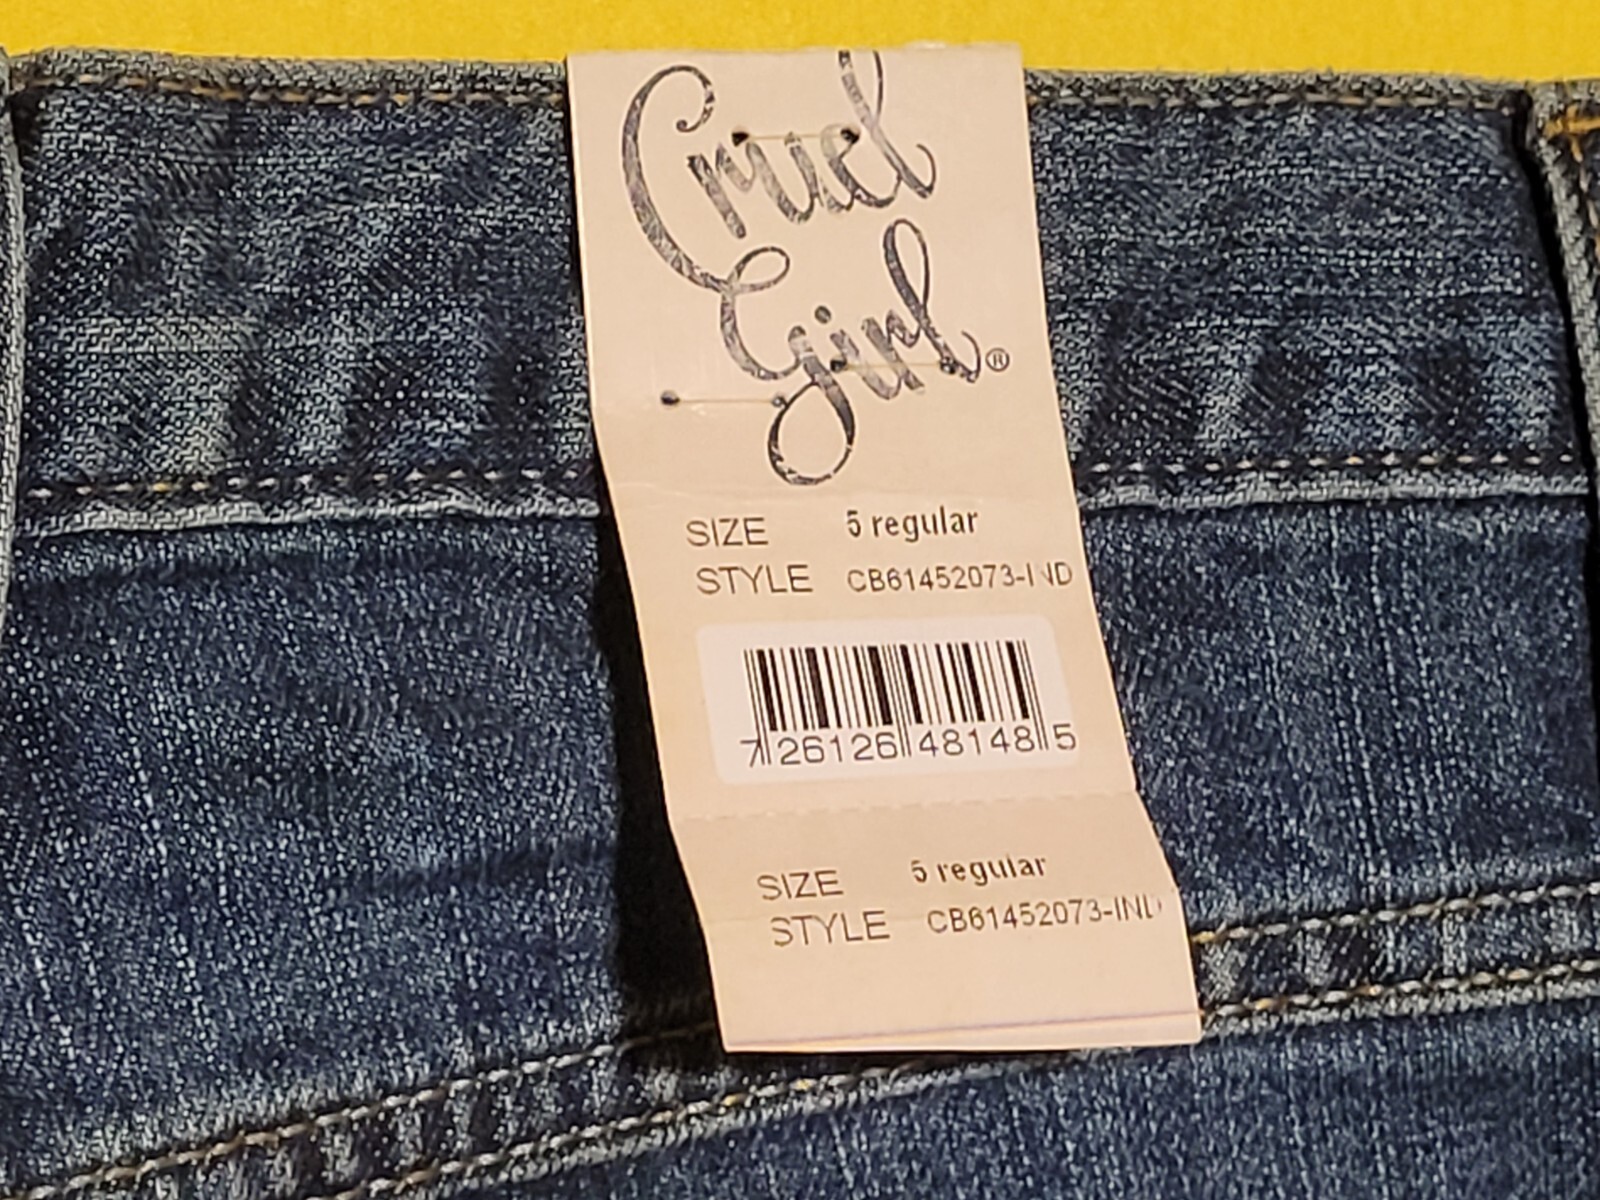 Cruel
Girl®
SIZE 5 regular
STYLE CB61452073-IND
7 26126 48148 5
SIZE 5 regular
STYLE CB61452073-IND